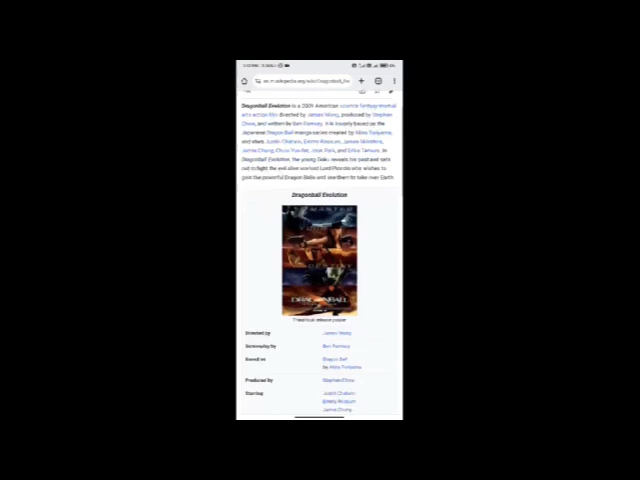 en.m.wikipedia.org/wiki/Dragonball_Evo
Dragonball Evolution is a 2009 American science fantasy martial
arts action film directed by James Wong, produced by Stephen
Chow, and written by Ben Ramsey. It is loosely based on the
Japanese Dragon Ball manga series created by Akira Toriyama,
and stars Justin Chatwin, Emmy Rossum, James Marsters,
Jamie Chung, Chow Yun-fat, Joon Park, and Eriko Tamura. In
Dragonball Evolution, the young Goku reveals his past and sets
out to fight the evil alien warlord Lord Piccolo who wishes to
gain the powerful Dragon Balls and use them to take over Earth.
Dragonball Evolution
DRAGONBALL
Theatrical release poster
Directed by James Wong
Screenplay by Ben Ramsey
Based on Dragon Ball
by Akira Toriyama
Produced by Stephen Chow
Starring Justin Chatwin
Emmy Rossum
Jamie Chung